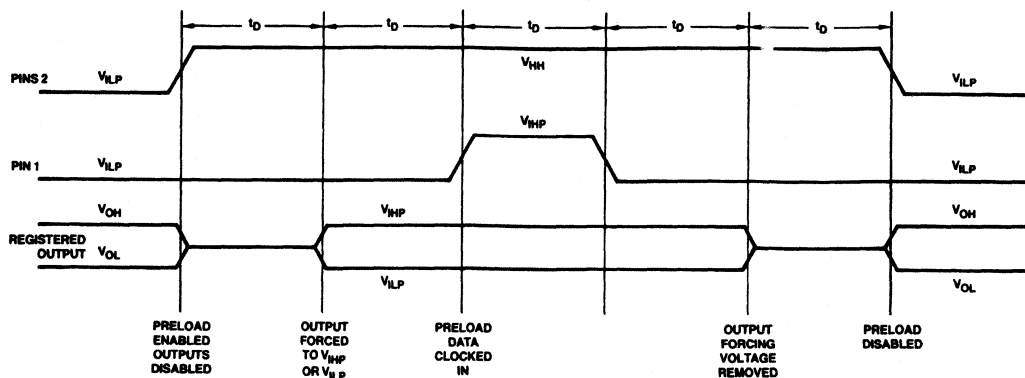 tD tD tD tD tD
PINS 2 VILP VHH VILP
PIN 1 VILP VIHP VILP
VOH VIHP VOH
REGISTERED
OUTPUT VOL VILP VOL
PRELOAD
ENABLED
OUTPUTS
DISABLED
OUTPUT
FORCED
TO VIHP
OR VILP
PRELOAD
DATA
CLOCKED
IN
OUTPUT
FORCING
VOLTAGE
REMOVED
PRELOAD
DISABLED